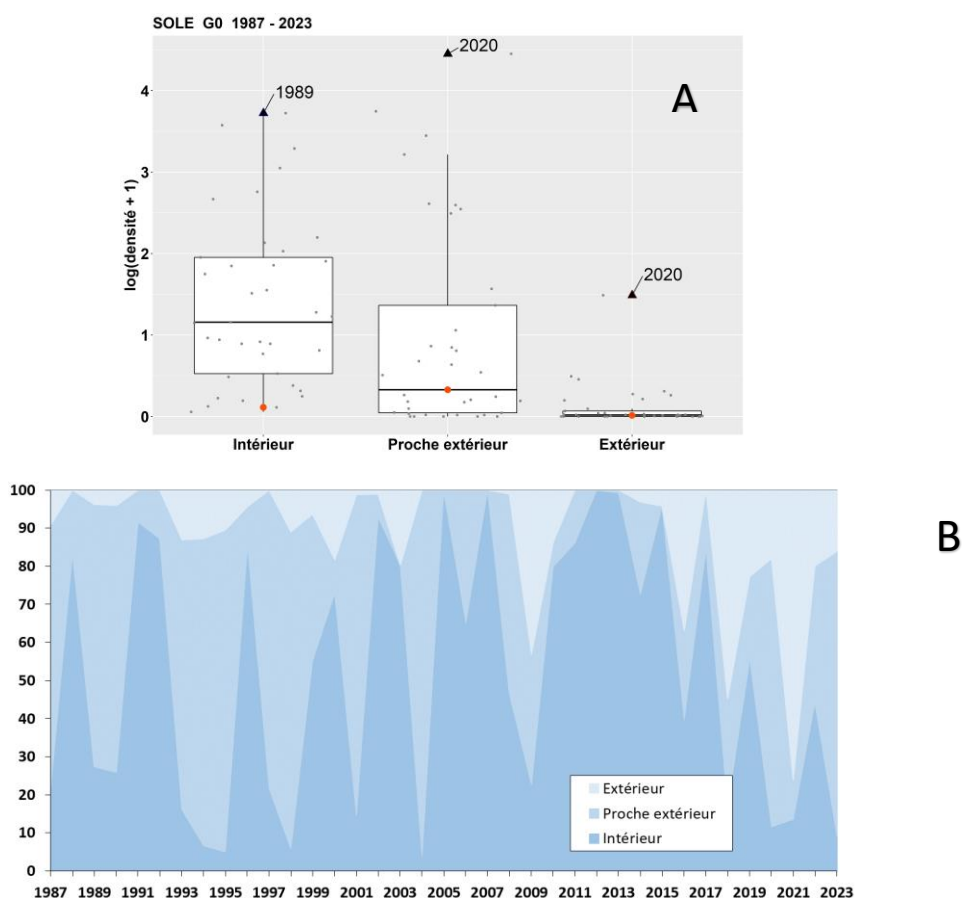 SOLE G0 1987 - 2023
A
log(densité + 1)
4
3
2
1
0
1989
2020
2020
Intérieur
Proche extérieur
Extérieur
B
100
90
80
70
60
50
40
30
20
10
0
Extérieur
Proche extérieur
Intérieur
1987 1989 1991 1993 1995 1997 1999 2001 2003 2005 2007 2009 2011 2013 2015 2017 2019 2021 2023